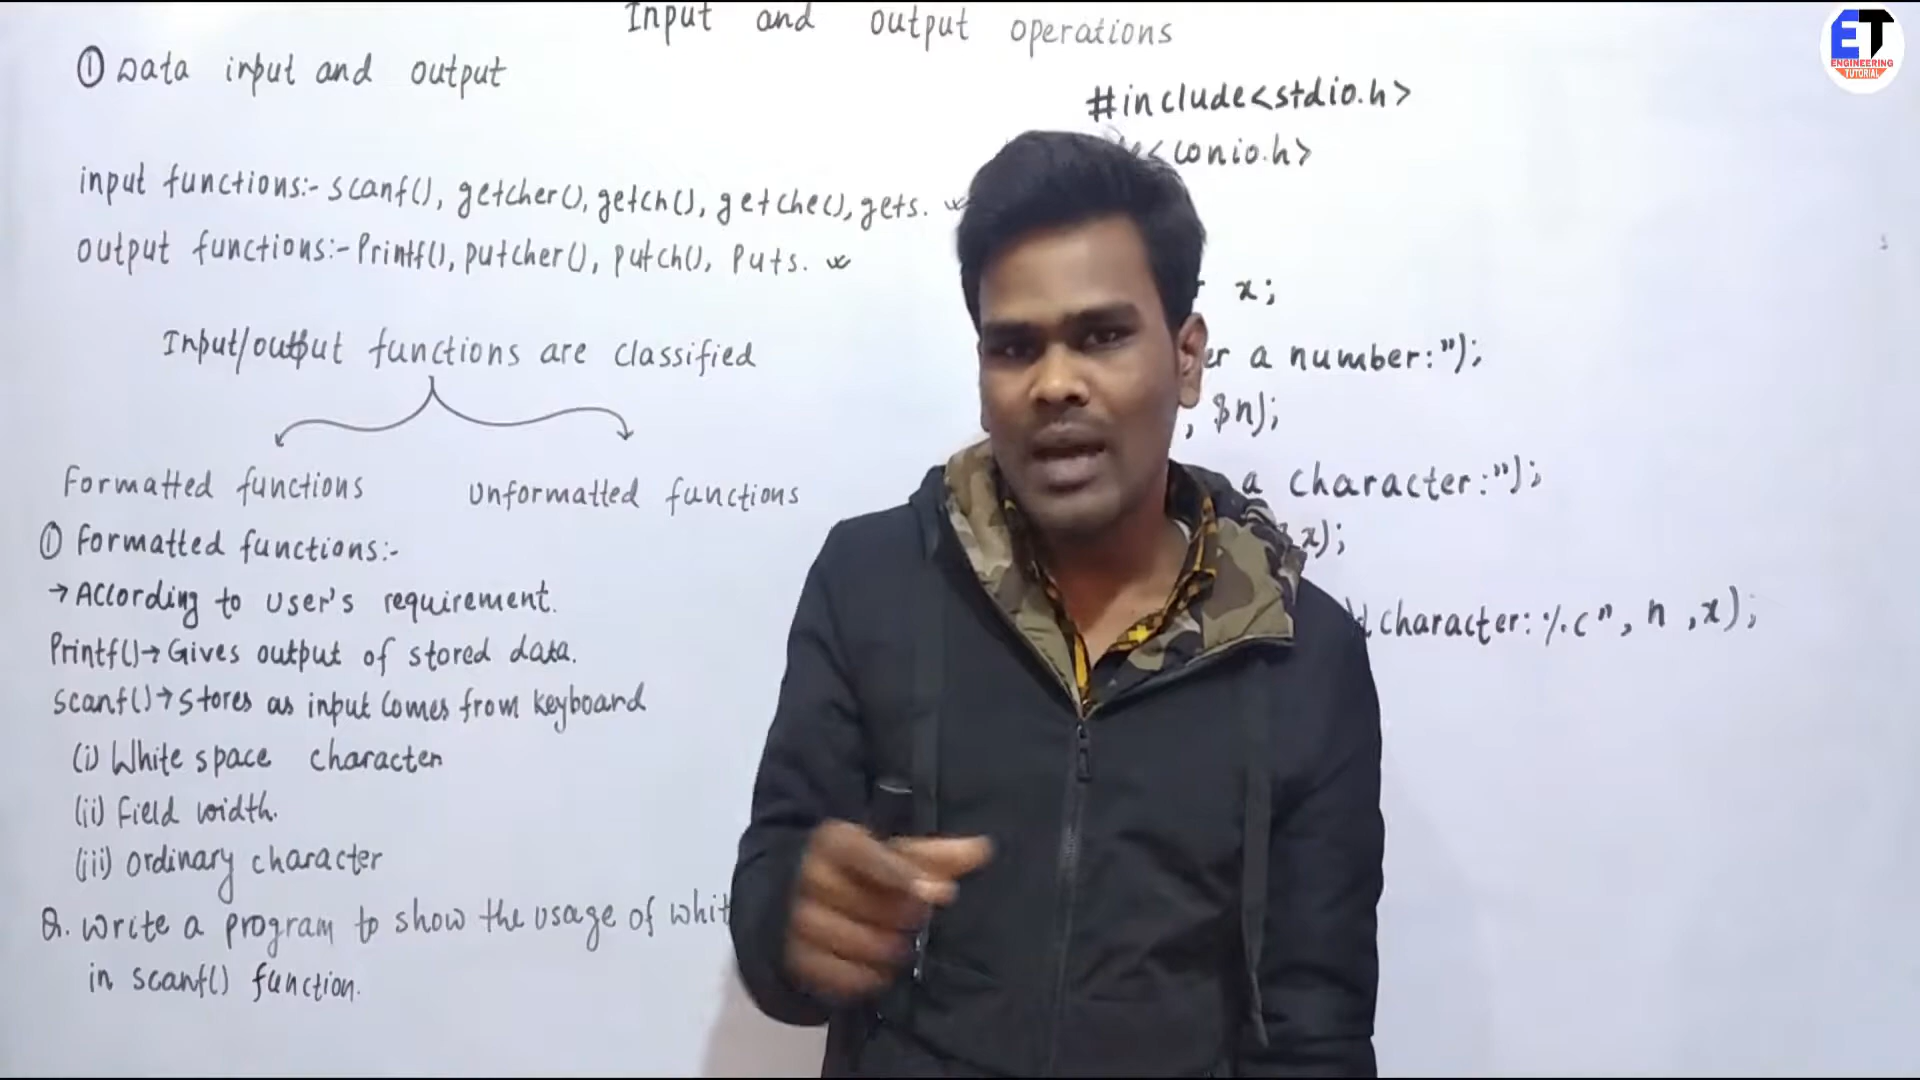 Input and output operations
① Data input and output
input functions:- scanf(), getcher(), getch(), getche(), gets.
output functions:- Printf(), putcher(), putch(), Puts.
Input/output functions are classified
Formatted functions
Unformatted functions
① Formatted functions:-
→ According to user's requirement.
Printf()→ Gives output of stored data.
scanf()→ stores as input comes from keyboard
(i) White space character
(ii) field width.
(iii) ordinary character
Q. Write a program to show the usage of whit
in scanf() function.
#include<stdio.h>
<conio.h>
x;
er a number:");
, $n);
a character:");
x);
character: %c", n ,x);
ET
ENGINEERING
TUTORIAL